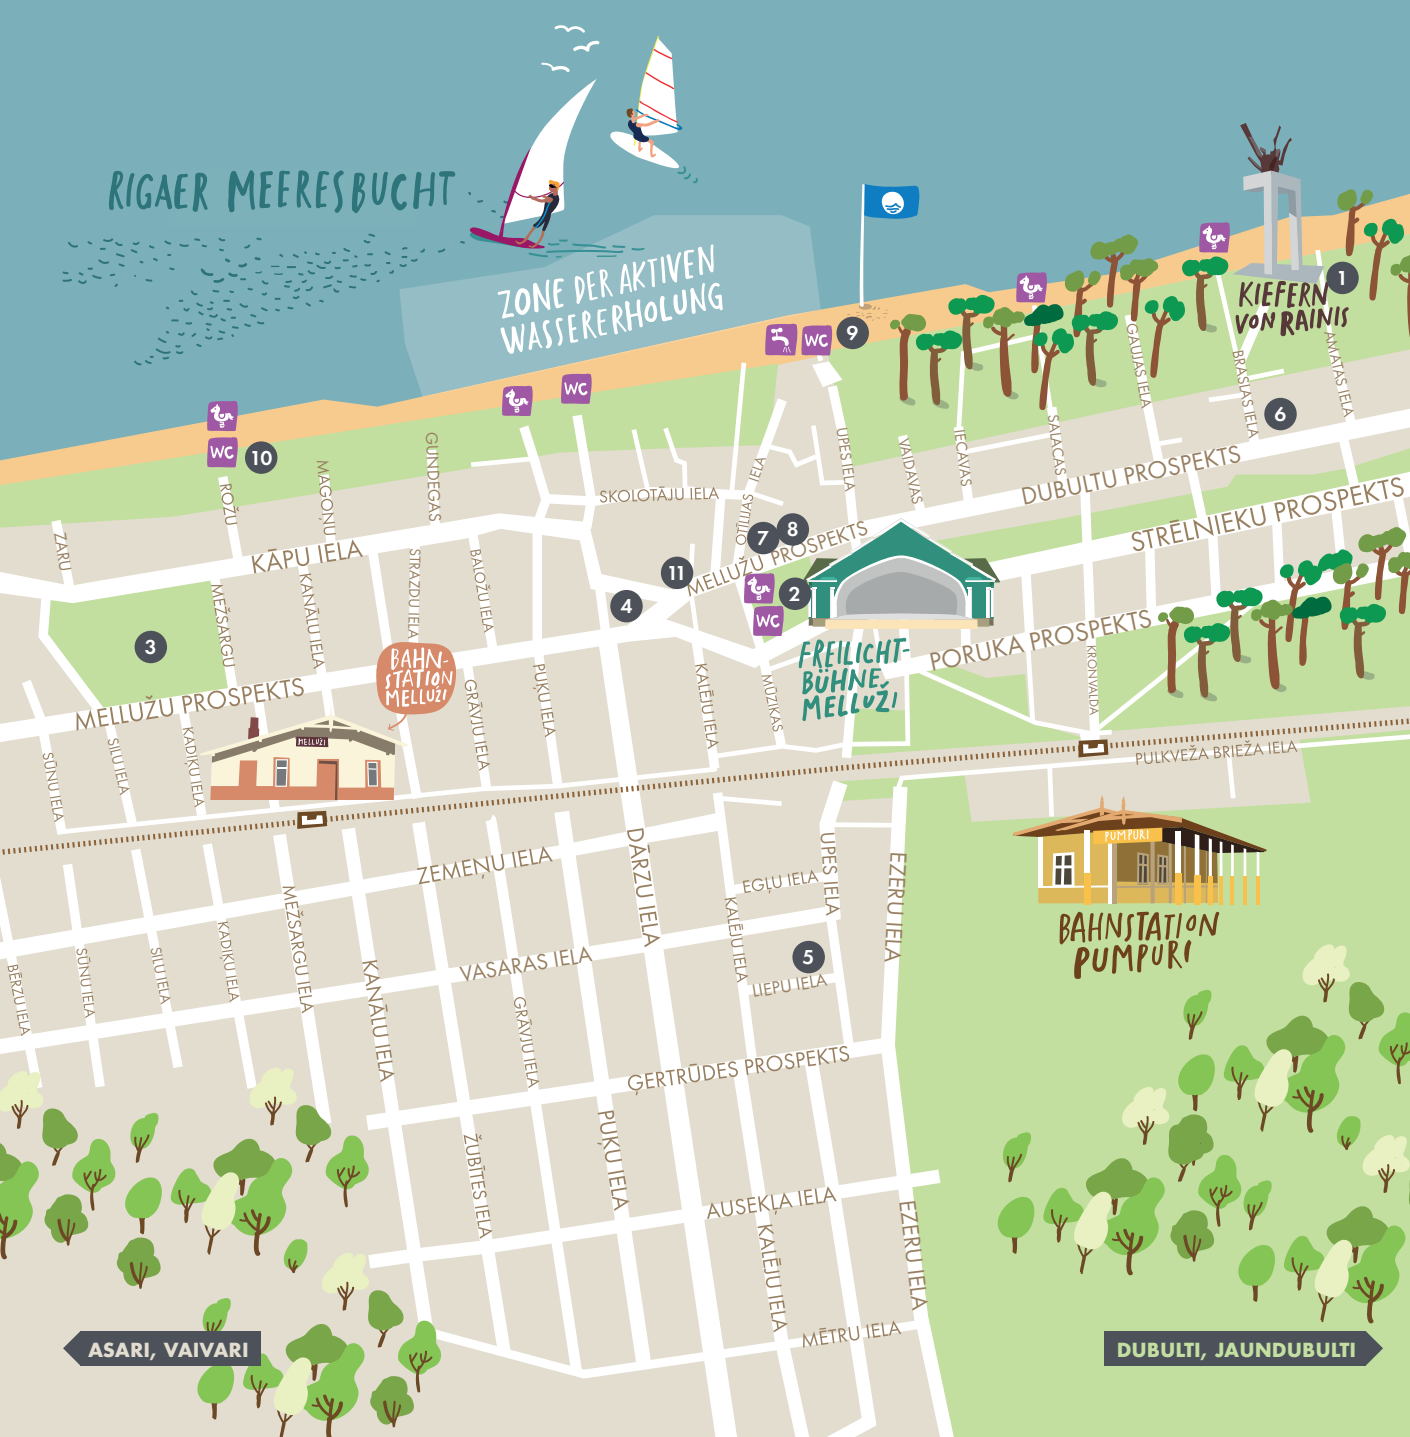 RIGAER MEERESBUCHT
ZONE DER AKTIVEN
WASSERERHOLUNG
1
KIEFERN
VON RAINIS
WC
9
WC
WC
10
6
GUNDEGAS
MAGOŅU
ROŽU
ZARU
KĀPU IELA
SKOLOTĀJU IELA
OTILIJAS IELA
UPES IELA
VAIDAVAS
IECAVAS
SALACAS
GAUJAS IELA
BRASLAS IELA
AMATAS IELA
DUBULTU PROSPEKTS
STRĒLNIEKU PROSPEKTS
7
8
MELLUŽU PROSPEKTS
11
4
2
WC
3
MEŽSARGU
KANĀLU IELA
STRAZDU IELA
BALOŽU IELA
BAHN-
STATION
MELLUŽI
MELLUŽU PROSPEKTS
GRĀVJU IELA
PUĶU IELA
KALĒJU IELA
MŪZIKAS
FREILICHT-
BÜHNE
MELLUŽI
PORUKA PROSPEKTS
KRONVALDA
PULKVEŽA BRIEŽA IELA
SŪNU IELA
SILU IELA
KADIĶU IELA
MELLUŽI
PUMPURI
BAHNSTATION
PUMPURI
ZEMEŅU IELA
DĀRZU IELA
EGĻU IELA
UPES IELA
EZERU IELA
KALĒJU IELA
5
LIEPU IELA
VASARAS IELA
BĒRZU IELA
SŪNU IELA
SILU IELA
KADIĶU IELA
MEŽSARGU IELA
KANĀLU IELA
GRĀVJU IELA
ĢERTRŪDES PROSPEKTS
ŽUBĪTES IELA
PUĶU IELA
AUSEKĻA IELA
KALĒJU IELA
EZERU IELA
MĒTRU IELA
ASARI, VAIVARI
DUBULTI, JAUNDUBULTI